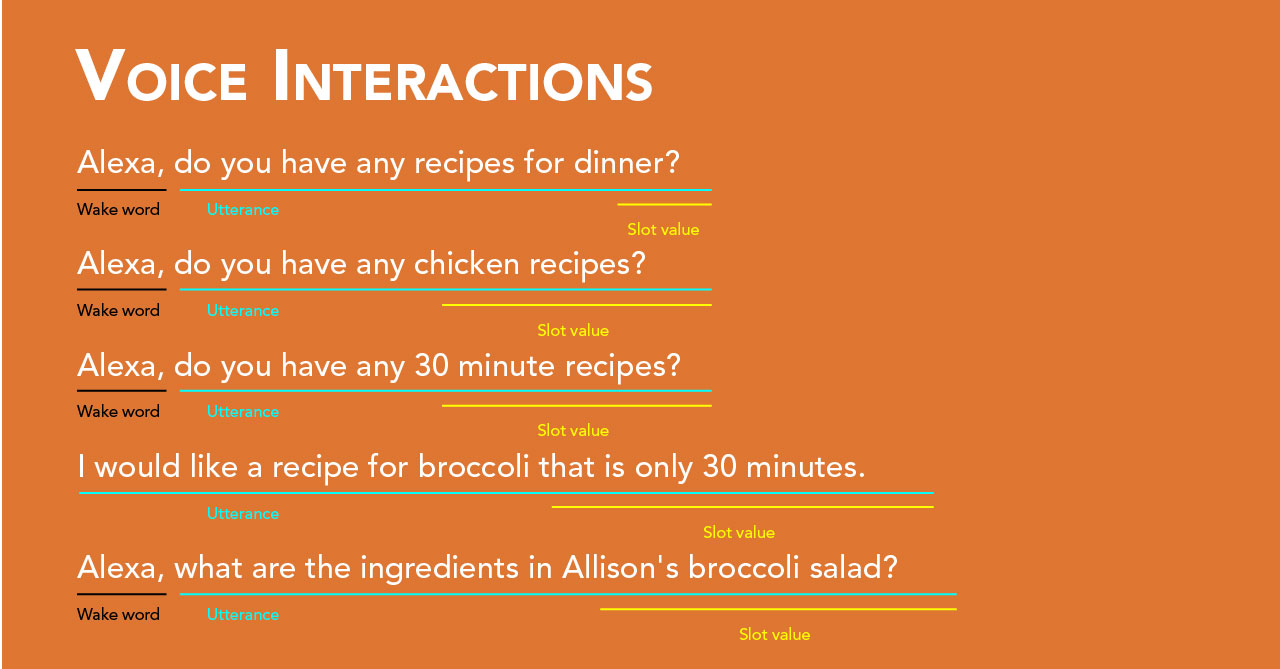 VOICE INTERACTIONS
Alexa, do you have any recipes for dinner?
Wake word Utterance
Slot value
Alexa, do you have any chicken recipes?
Wake word Utterance
Slot value
Alexa, do you have any 30 minute recipes?
Wake word Utterance
Slot value
I would like a recipe for broccoli that is only 30 minutes.
Utterance
Slot value
Alexa, what are the ingredients in Allison's broccoli salad?
Wake word Utterance
Slot value